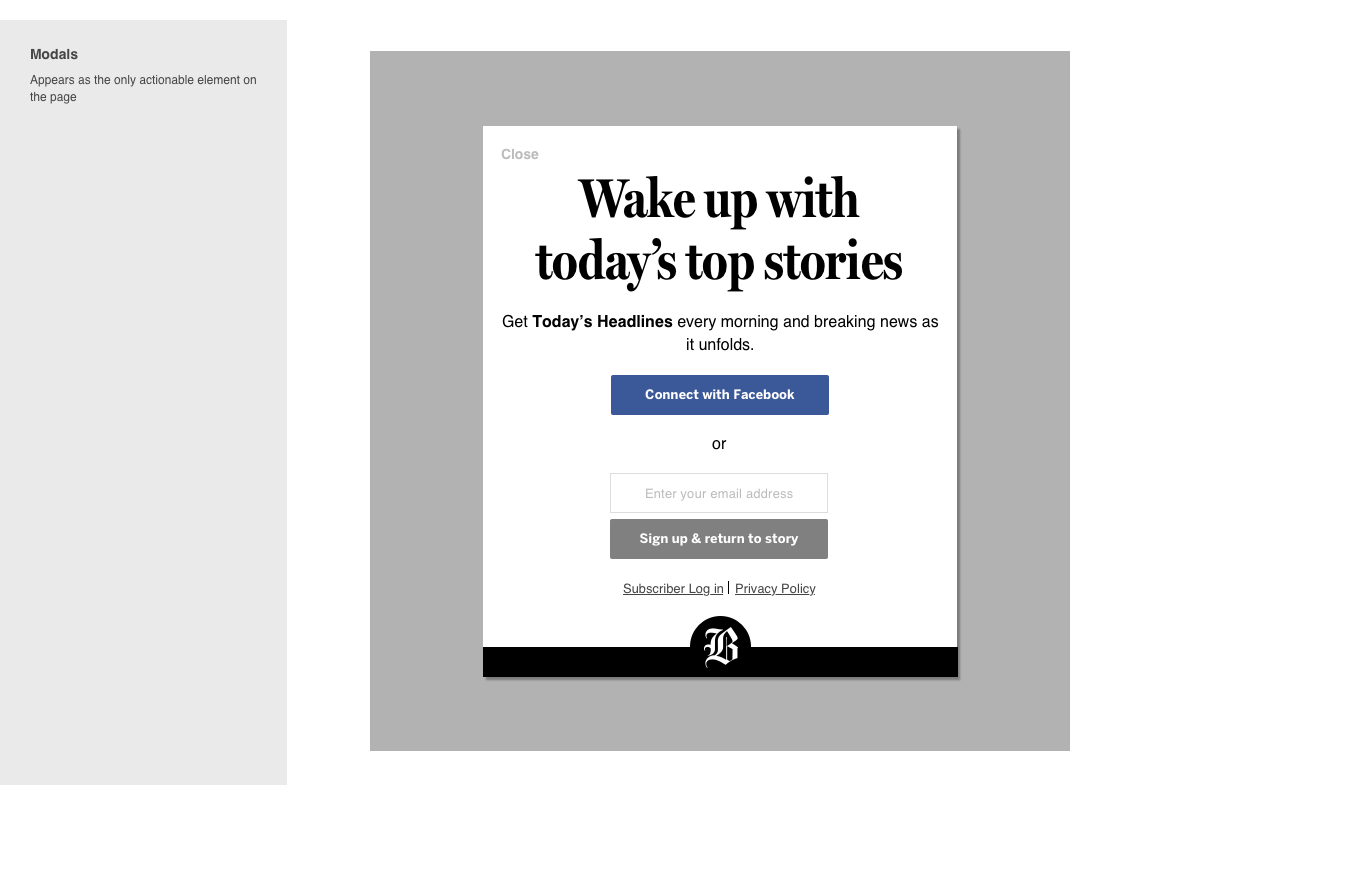 Modals
Appears as the only actionable element on
the page
Close
Wake up with
today’s top stories
Get Today’s Headlines every morning and breaking news as
it unfolds.
Connect with Facebook
or
Enter your email address
Sign up & return to story
Subscriber Log in | Privacy Policy
B